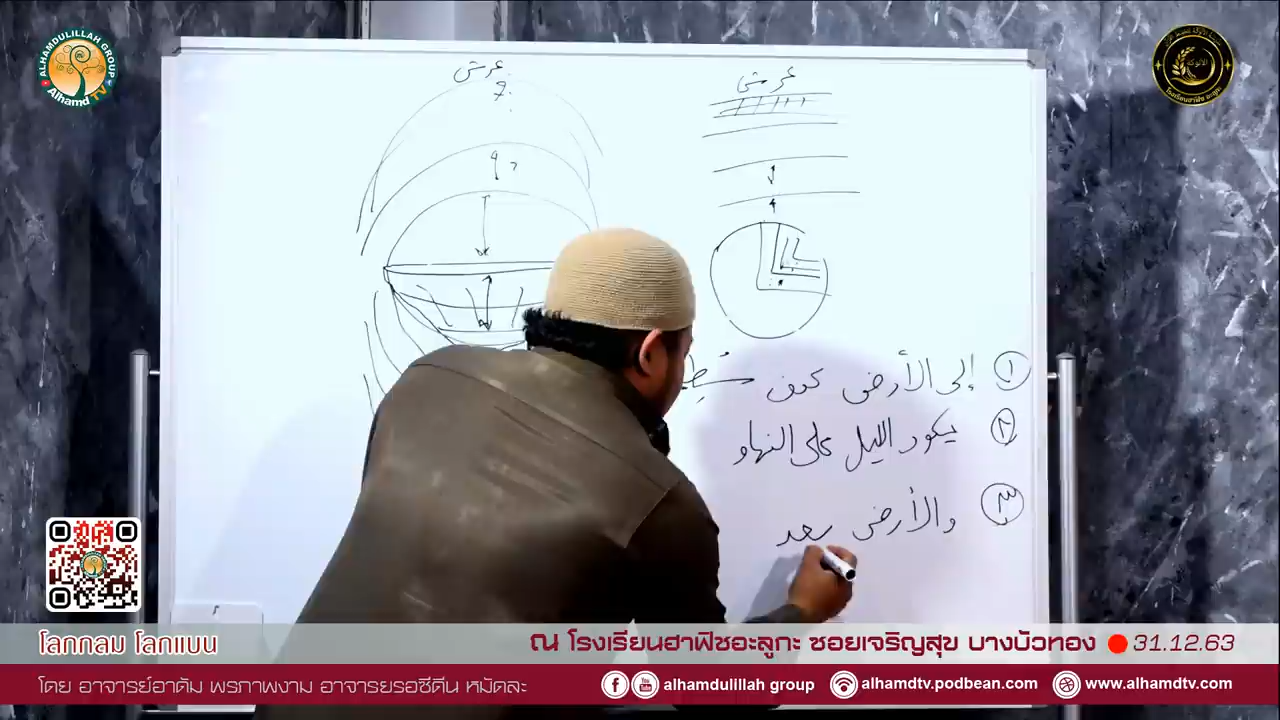 ALHAMDULILLAH GROUP
Alhamd TV
عرش
عرش
١ إلى الأرض كيف سطح
٢ يكور الليل على النهار
٣ والأرض بعد
โลกกลม โลกแบน
ณ โรงเรียนฮาฟิซอะลูกะ ซอยเจริญสุข บางบัวทอง 31.12.63
โดย อาจารย์อาดัม พรภาพงาม อาจารยรอซีดีน หมัดละ
alhamdulillah group alhamdtv.podbean.com www.alhamdtv.com